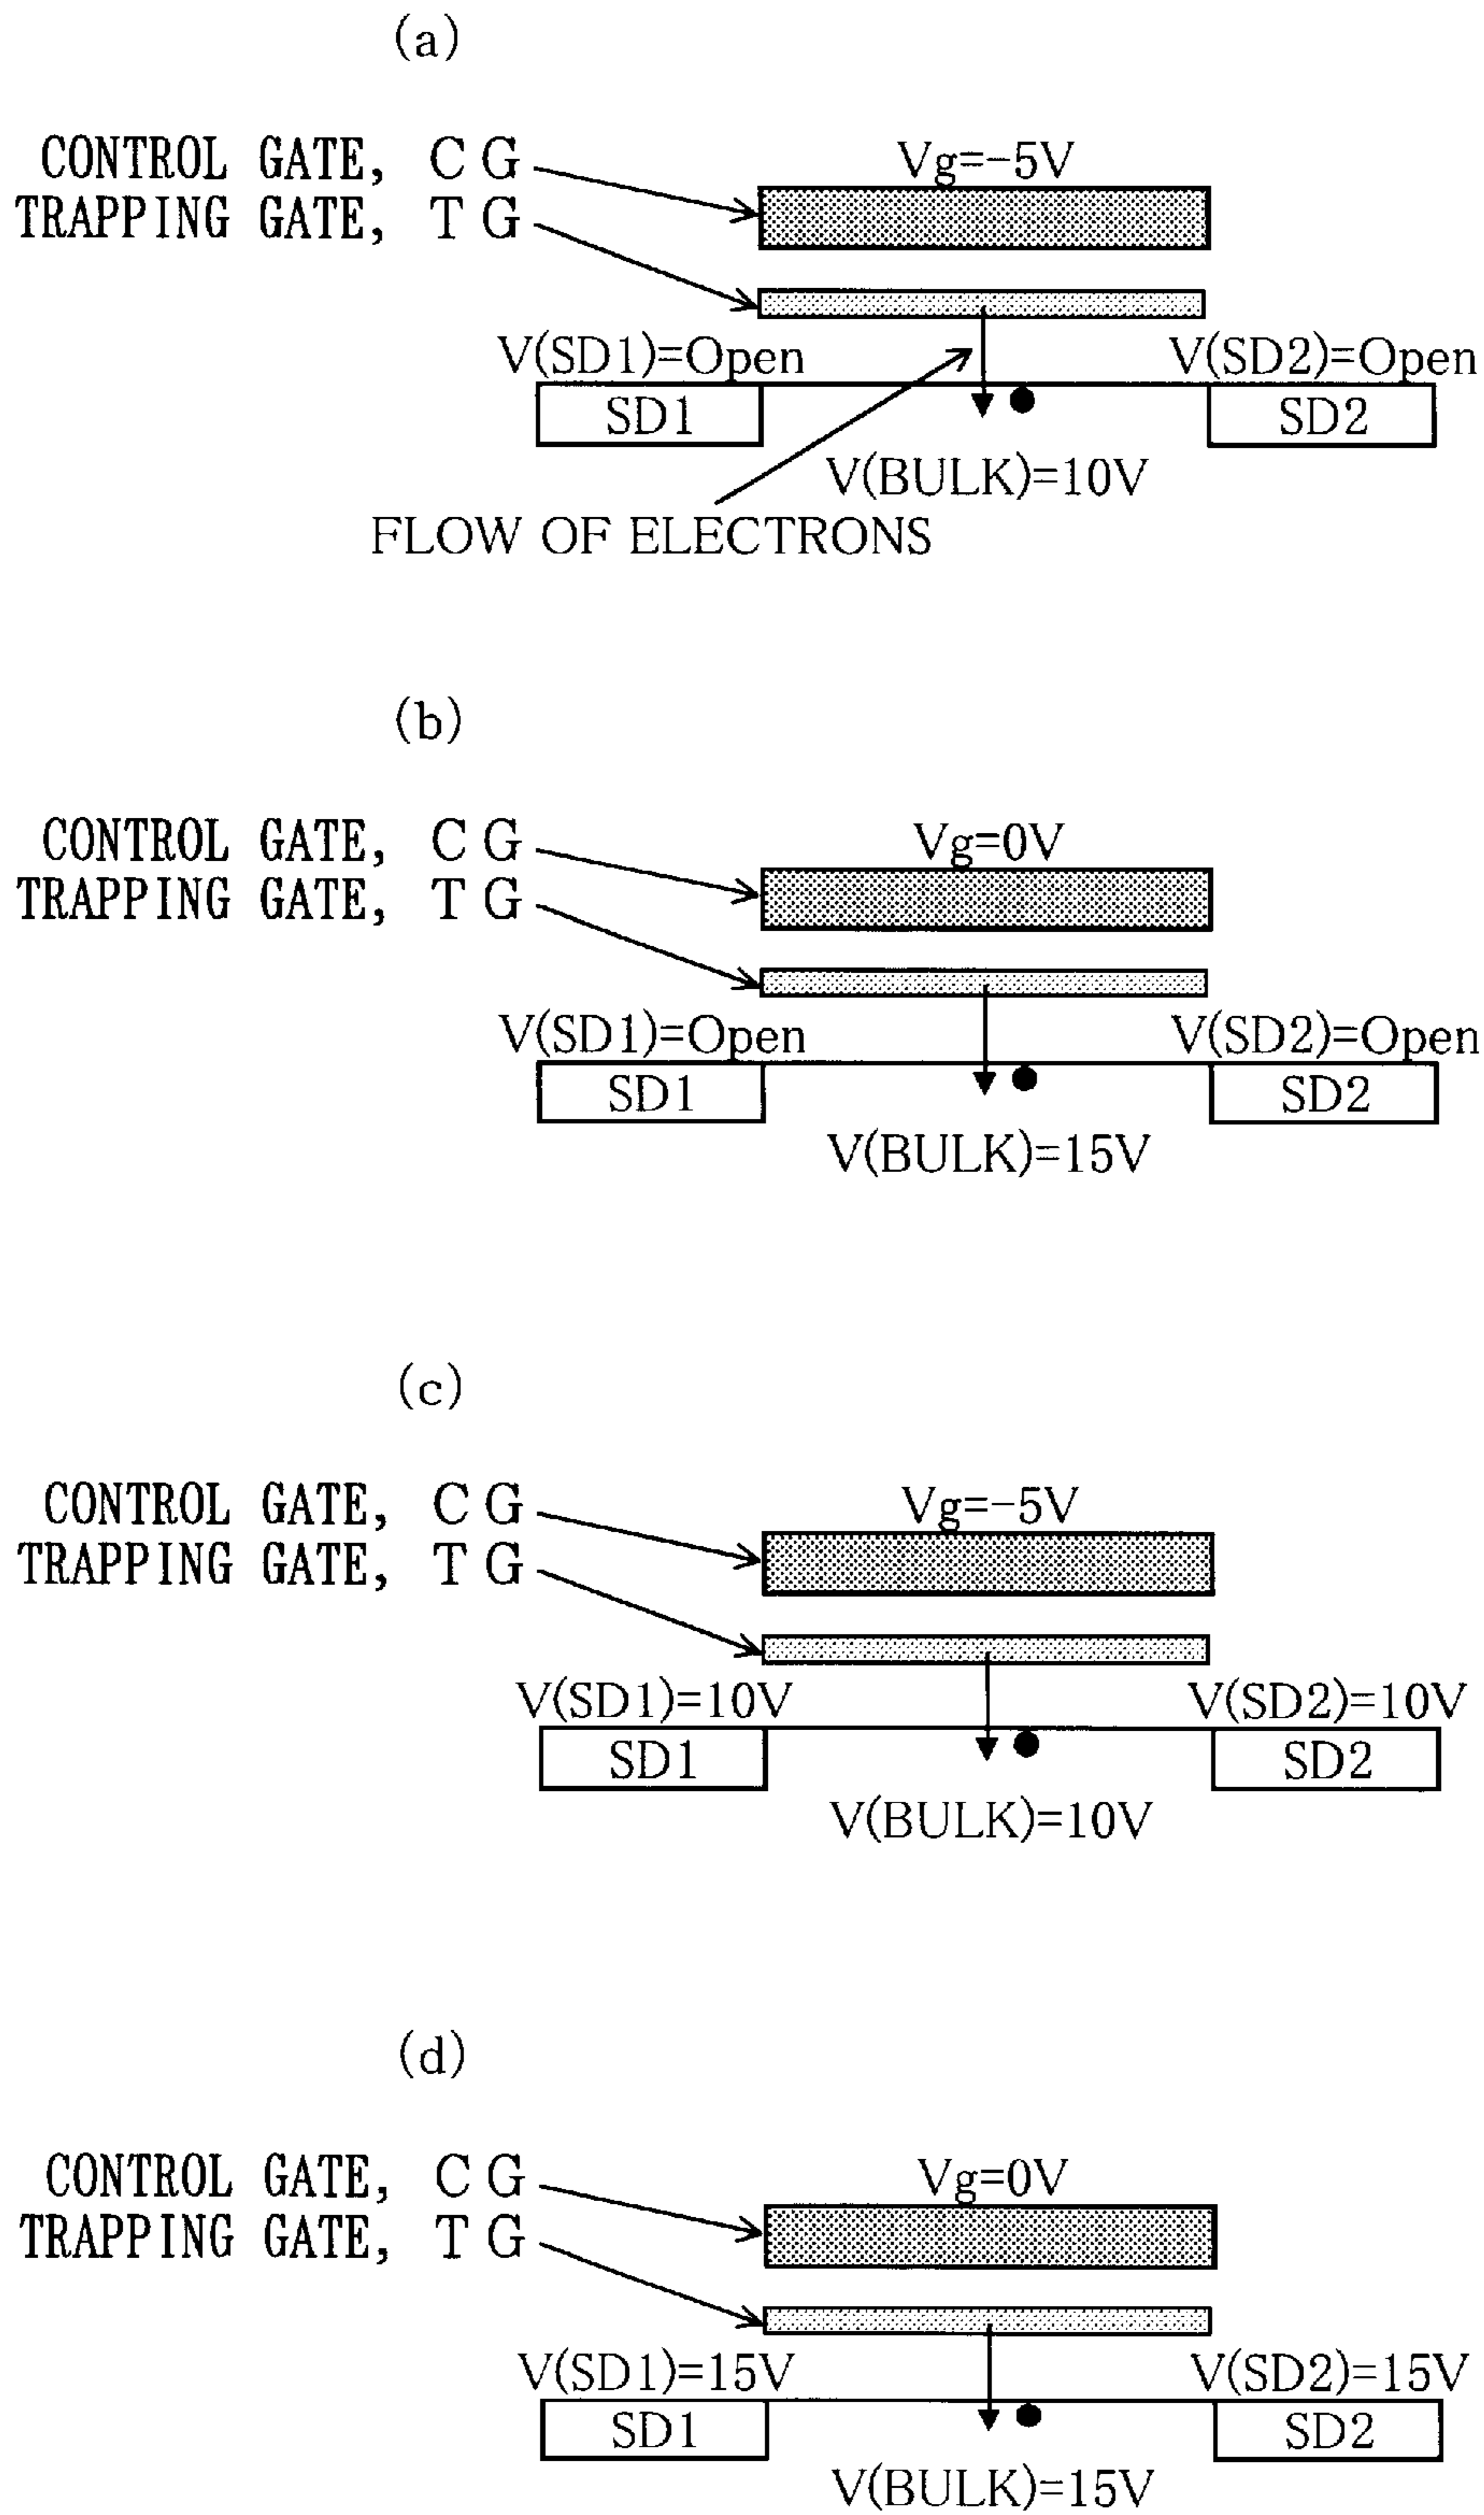 (a)
CONTROL GATE, CG
Vg=-5V
TRAPPING GATE, TG
V(SD1)=Open
V(SD2)=Open
SD1
SD2
V(BULK)=10V
FLOW OF ELECTRONS
(b)
CONTROL GATE, CG
Vg=0V
TRAPPING GATE, TG
V(SD1)=Open
V(SD2)=Open
SD1
SD2
V(BULK)=15V
(c)
CONTROL GATE, CG
Vg=-5V
TRAPPING GATE, TG
V(SD1)=10V
V(SD2)=10V
SD1
SD2
V(BULK)=10V
(d)
CONTROL GATE, CG
Vg=0V
TRAPPING GATE, TG
V(SD1)=15V
V(SD2)=15V
SD1
SD2
V(BULK)=15V